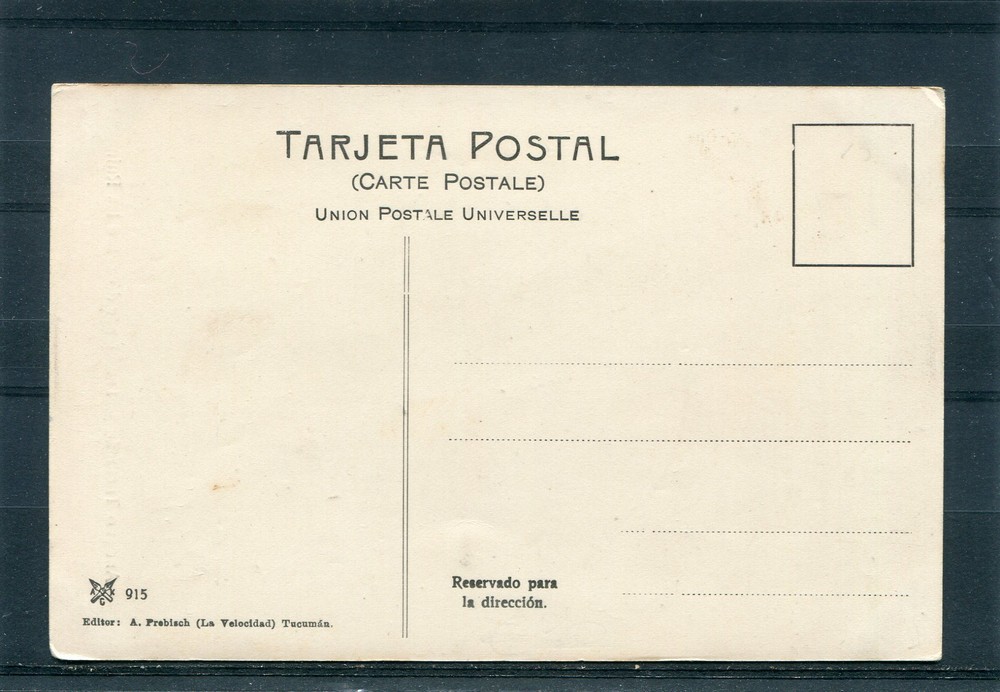 TARJETA POSTAL
(CARTE POSTALE)
UNION POSTALE UNIVERSELLE
Reservado para
la dirección.
915
Editor: A. Prebisch (La Velocidad) Tucumán.